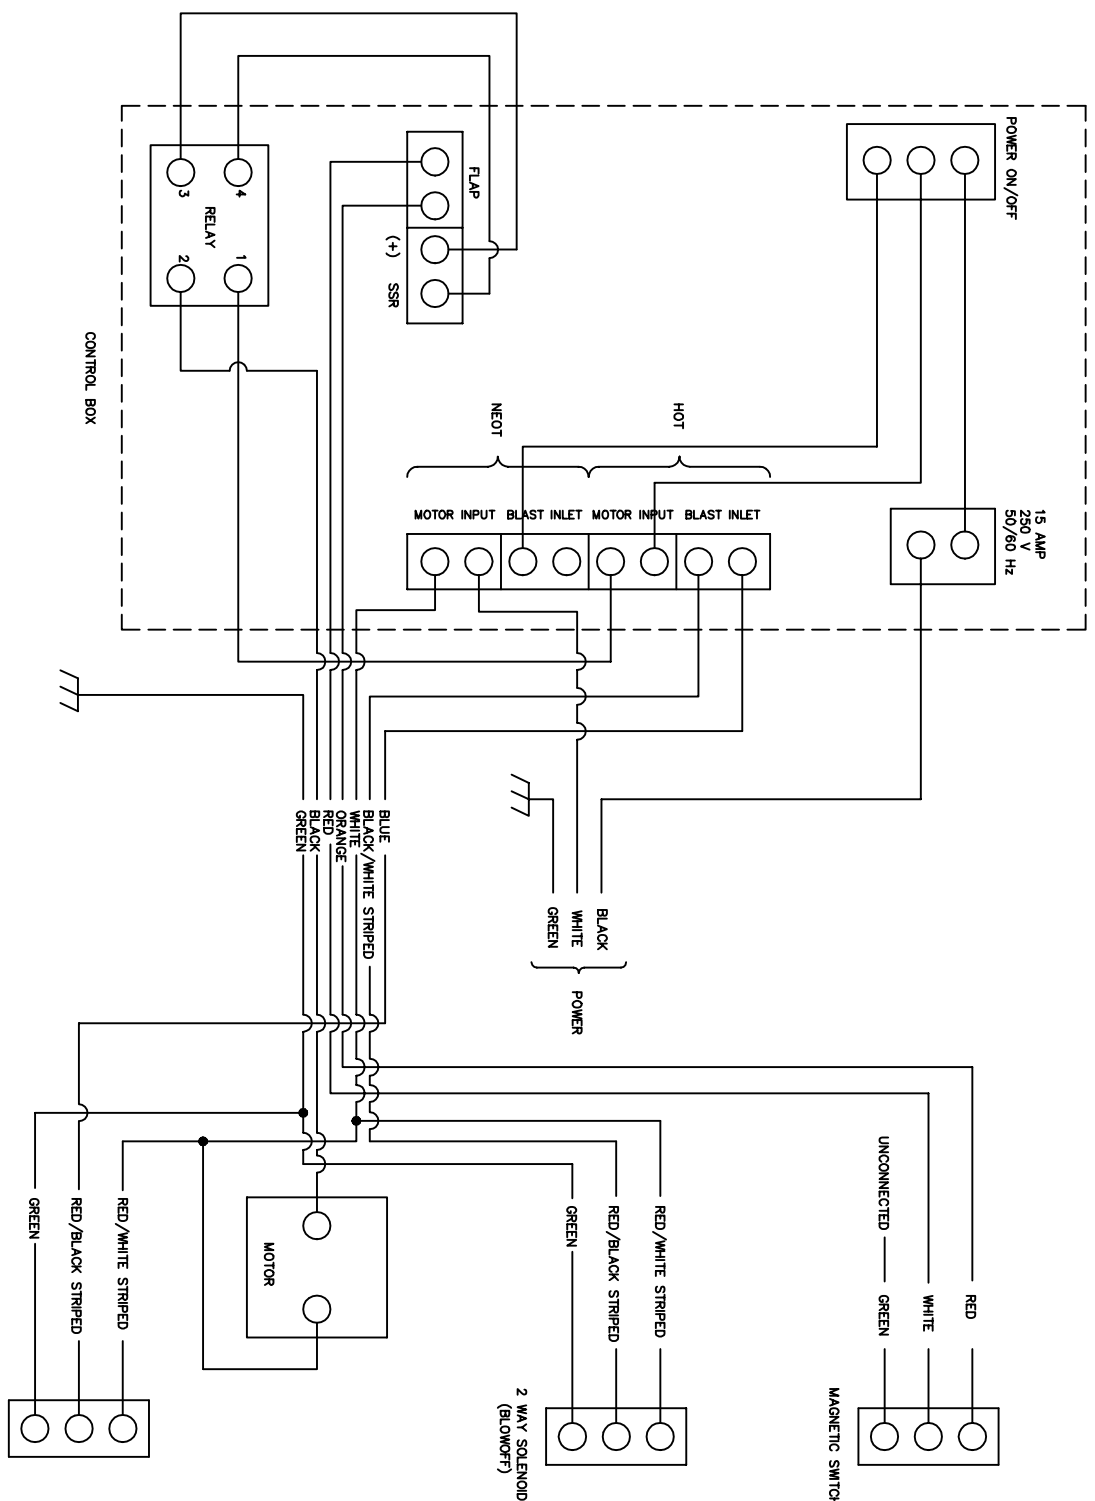 POWER ON/OFF
FLAP
(+)
SSR
3
4
RELAY
2
1
CONTROL BOX
NEOT
HOT
MOTOR INPUT
BLAST INLET
MOTOR INPUT
BLAST INLET
15 AMP
250 V
50/60 Hz
BLUE
BLACK/WHITE STRIPED
WHITE
ORANGE
RED
BLACK
GREEN
BLACK
WHITE
GREEN
POWER
UNCONNECTED
GREEN
WHITE
RED
MAGNETIC SWITCH
GREEN
RED/BLACK STRIPED
RED/WHITE STRIPED
2 WAY SOLENOID
(BLOWOFF)
MOTOR
GREEN
RED/BLACK STRIPED
RED/WHITE STRIPED